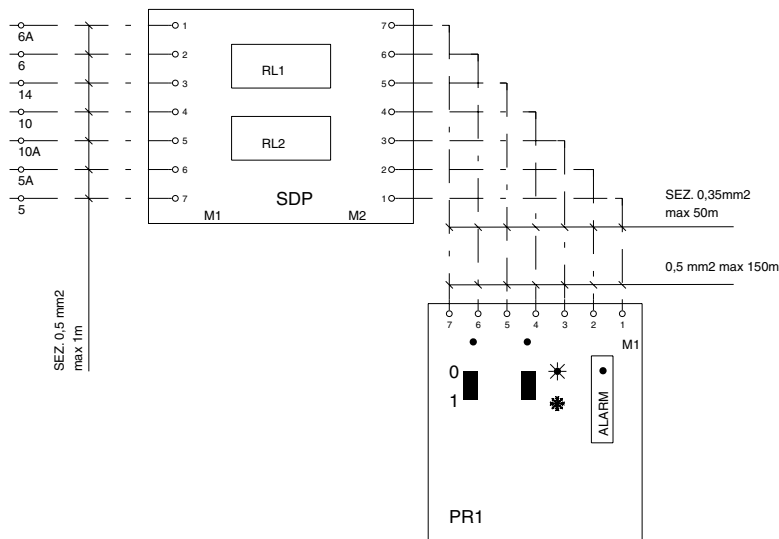 6A
6
14
10
10A
5A
5
1
2
3
4
5
6
7
RL1
RL2
SDP
M1
M2
7
6
5
4
3
2
1
SEZ. 0,5 mm2
max 1m
SEZ. 0,35mm2
max 50m
0,5 mm2 max 150m
7 6 5 4 3 2 1
M1
0
1
ALARM
PR1